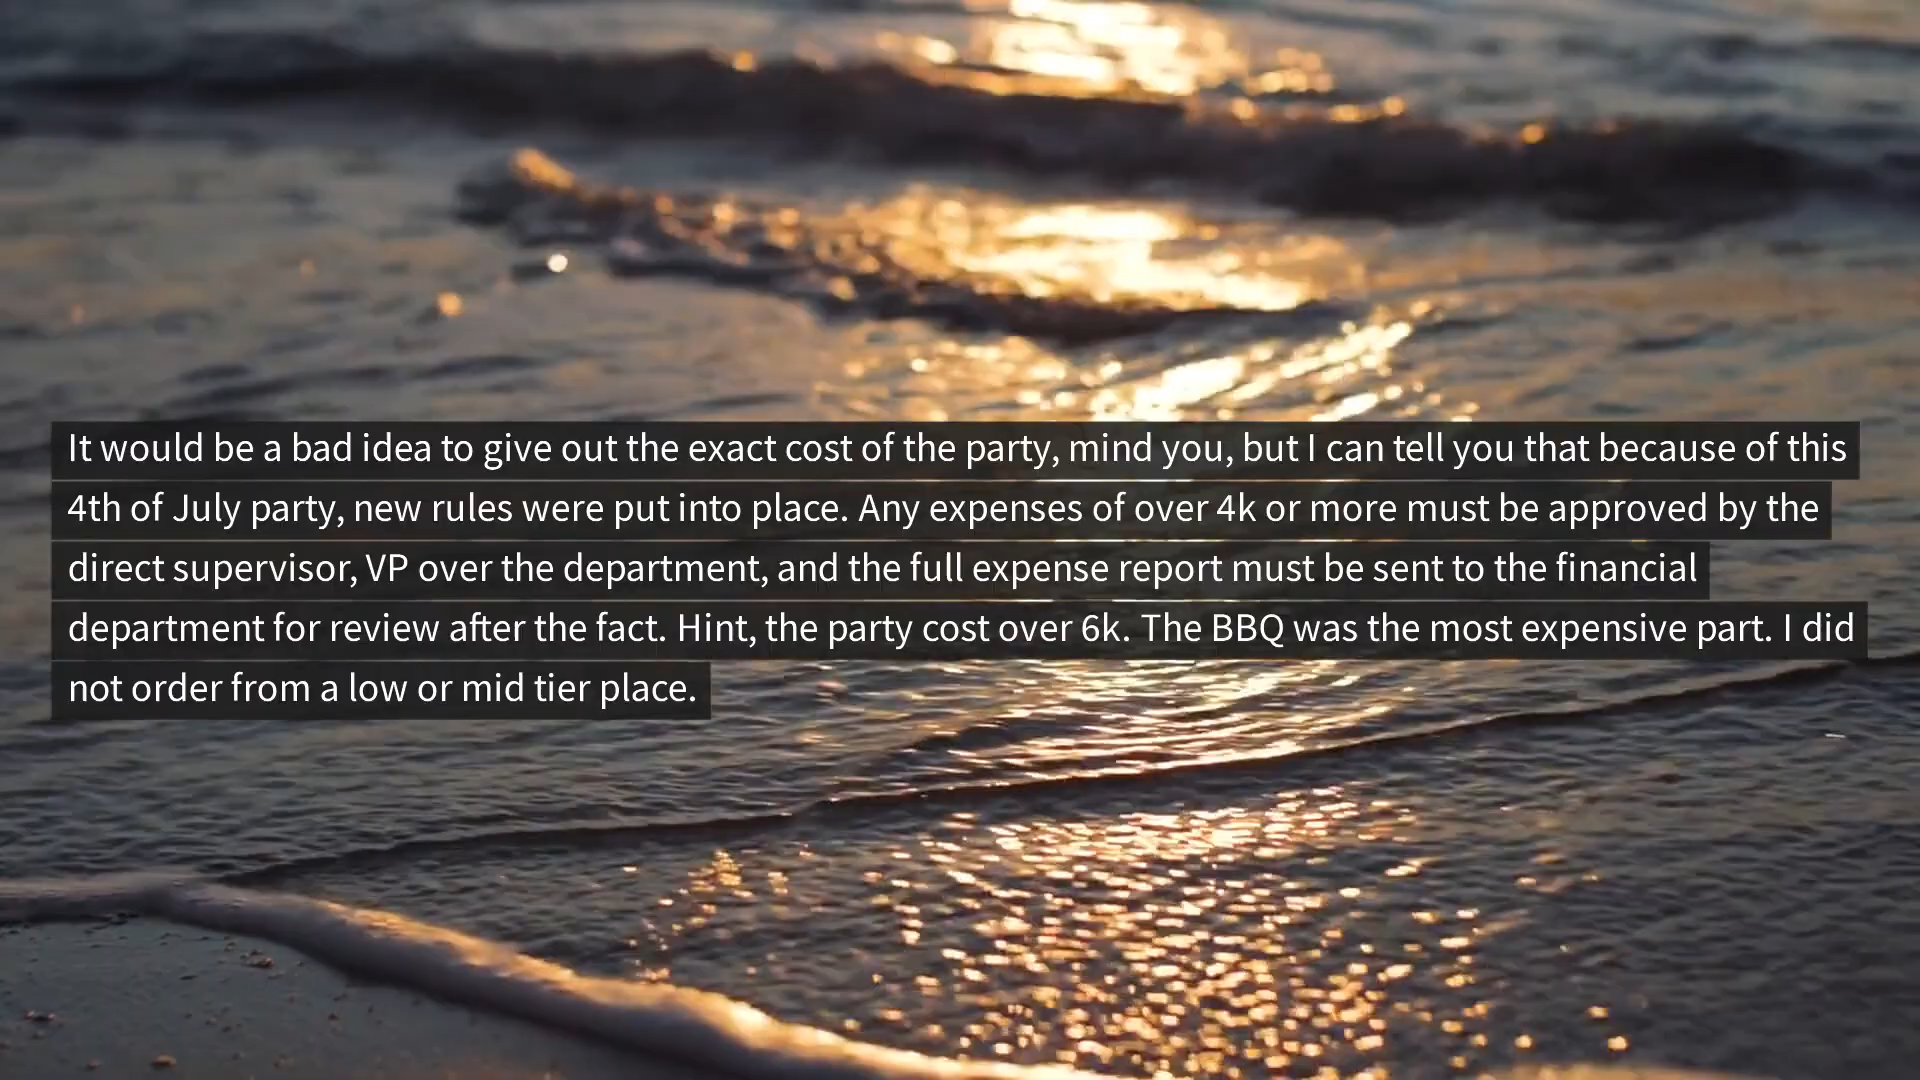 It would be a bad idea to give out the exact cost of the party, mind you, but I can tell you that because of this
4th of July party, new rules were put into place. Any expenses of over 4k or more must be approved by the
direct supervisor, VP over the department, and the full expense report must be sent to the financial
department for review after the fact. Hint, the party cost over 6k. The BBQ was the most expensive part. I did
not order from a low or mid tier place.